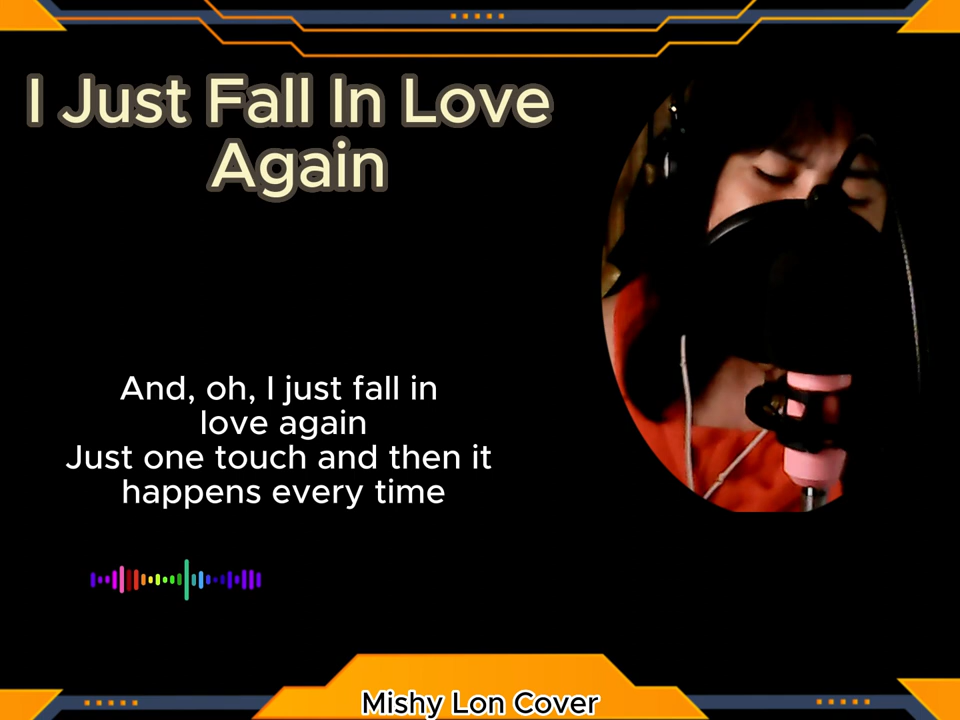 I Just Fall In Love
Again
And, oh, I just fall in
love again
Just one touch and then it
happens every time
Mishy Lon Cover